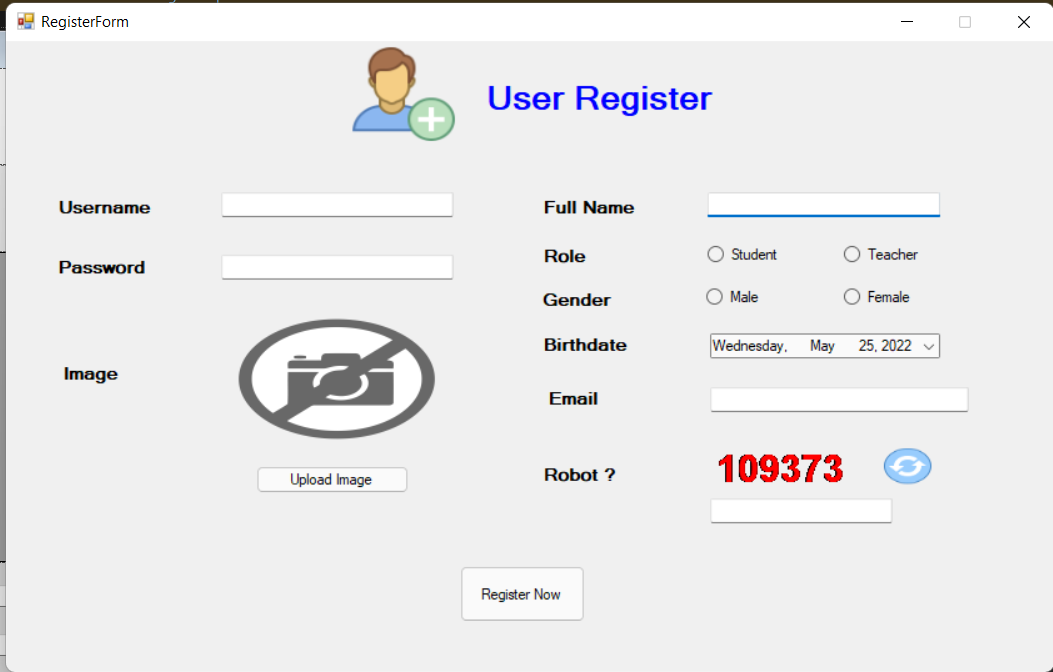 RegisterForm
User Register
Username
Full Name
Role
Student
Teacher
Password
Gender
Male
Female
Birthdate
Wednesday, May 25, 2022
Image
Email
Robot ?
109373
Upload Image
Register Now